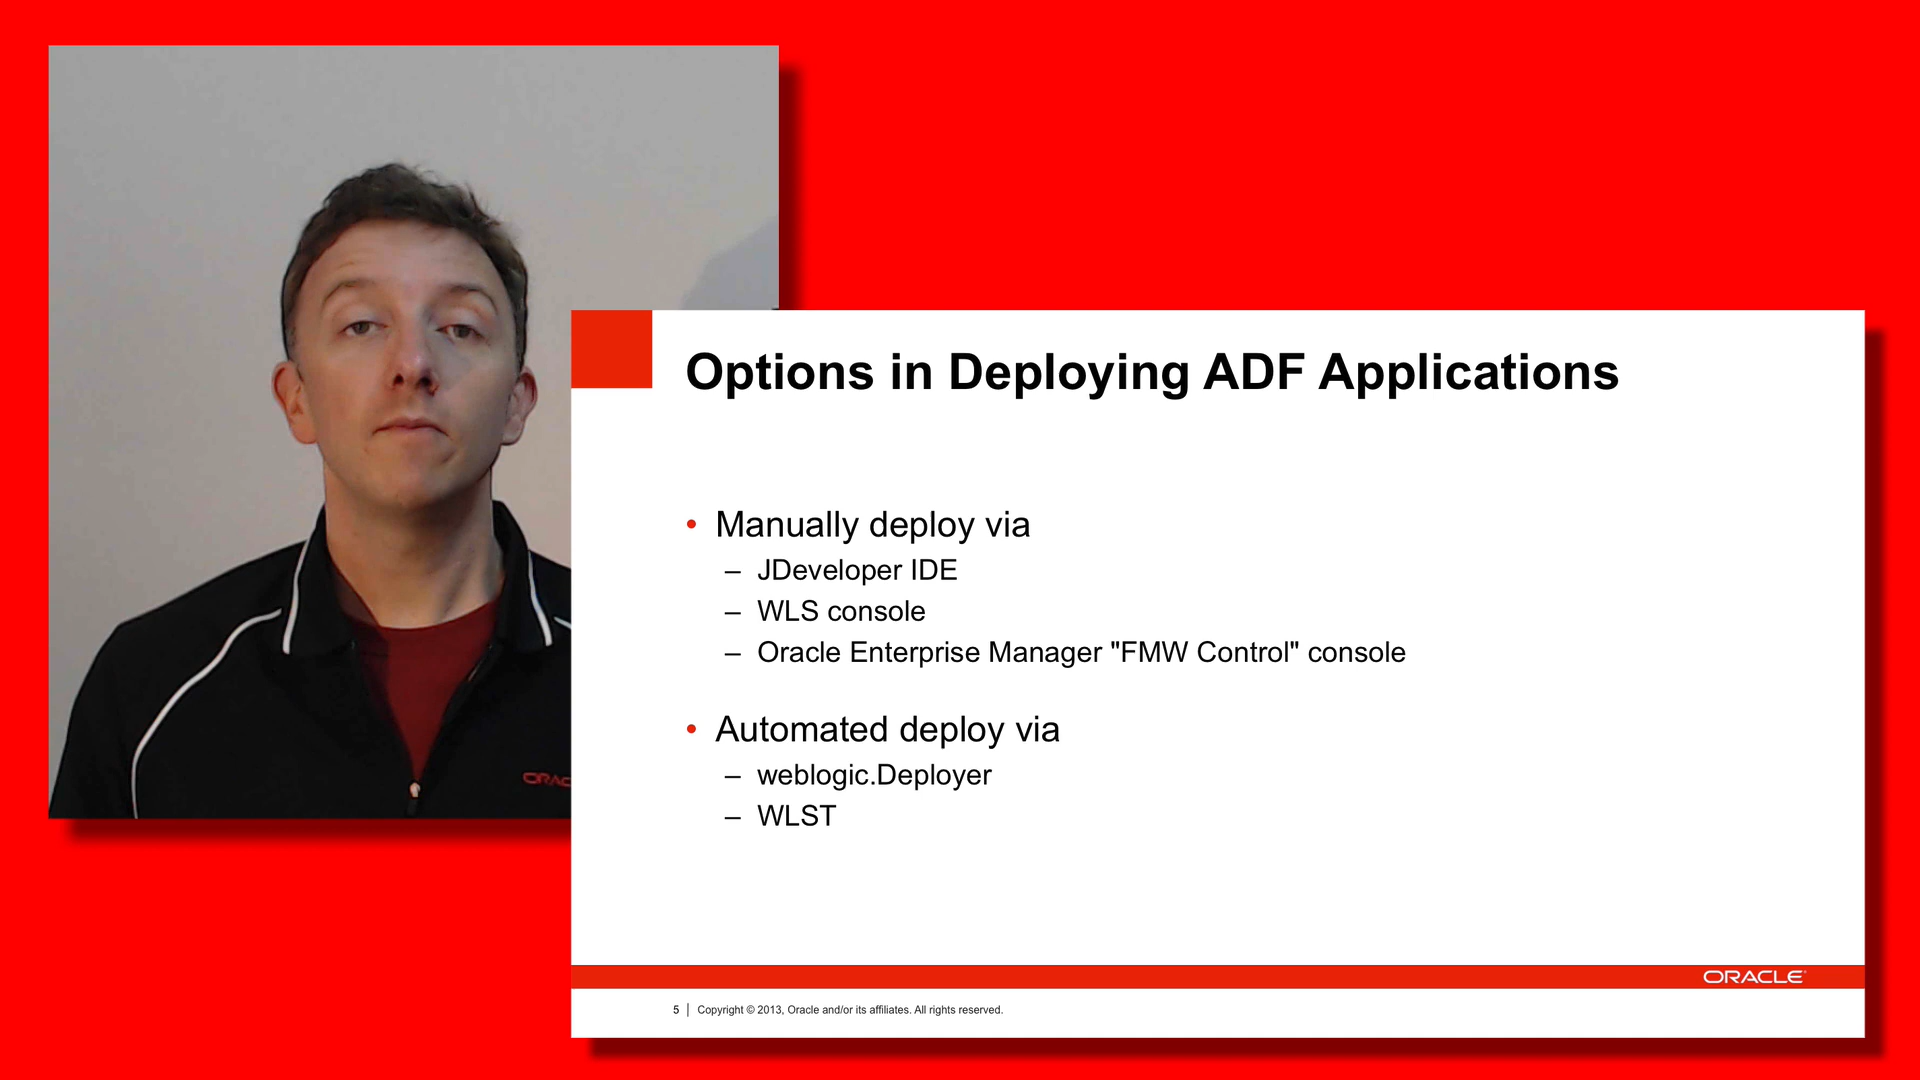 Options in Deploying ADF Applications
• Manually deploy via
– JDeveloper IDE
– WLS console
– Oracle Enterprise Manager "FMW Control" console
• Automated deploy via
– weblogic.Deployer
– WLST
ORAC
ORACLE
5 | Copyright © 2013, Oracle and/or its affiliates. All rights reserved.